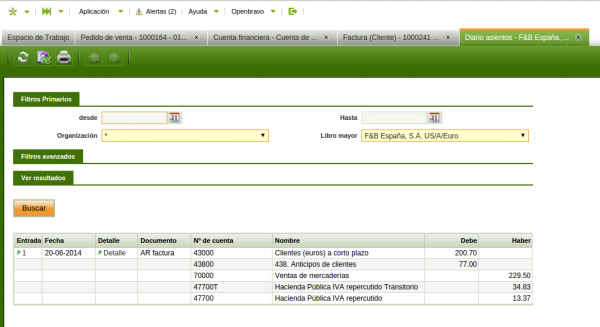 Aplicación Alertas (2) Ayuda Openbravo
Espacio de Trabajo Pedido de venta - 1000164 - 01... Cuenta financiera - Cuenta de ... Factura (Cliente) - 1000241 ... Diario asientos - F&B España, ...
Filtros Primarios
desde 31 Hasta 31
Organización * Libro mayor F&B España, S.A. US/A/Euro
Filtros avanzados
Ver resultados
Buscar
Entrada Fecha Detalle Documento Nº de cuenta Nombre Debe Haber
# 1 20-06-2014 # Detalle AR factura 43000 Clientes (euros) a corto plazo 200.70
43800 438. Anticipos de clientes 77.00
70000 Ventas de mercaderías 229.50
47700T Hacienda Pública IVA repercutido Transitorio 34.83
47700 Hacienda Pública IVA repercutido 13.37